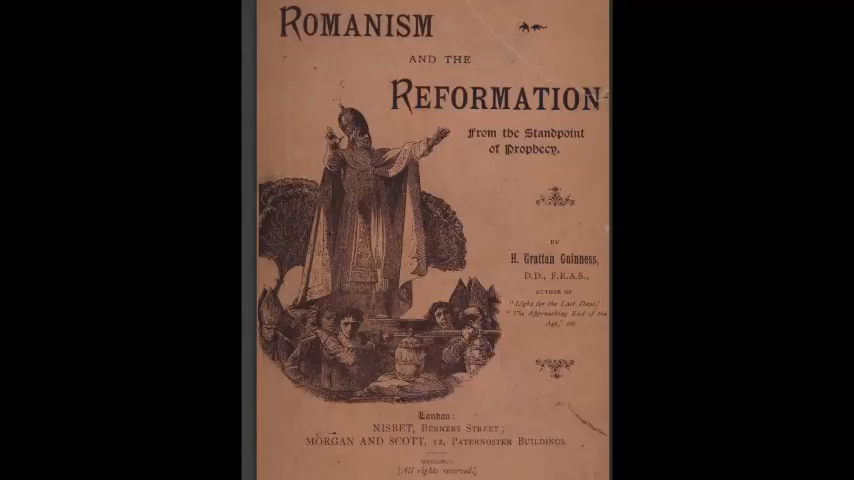 ROMANISM
AND THE
REFORMATION
From the Standpoint
of Prophecy.
BY
H. Grattan Guinness,
D.D., F.R.A.S.,
AUTHOR OF
"Light for the Last Days,"
"The Approaching End of the
Age," etc.
London:
NISBET, BERNERS STREET;
MORGAN AND SCOTT, 12, PATERNOSTER BUILDINGS.
[All rights reserved.]